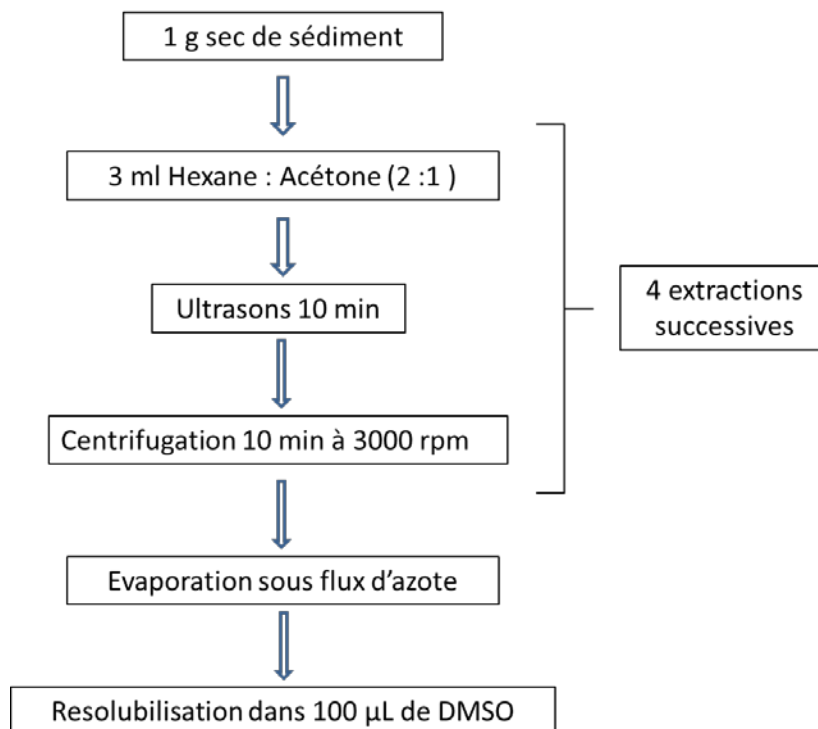 1 g sec de sédiment
3 ml Hexane : Acétone (2 :1 )
Ultrasons 10 min
4 extractions
successives
Centrifugation 10 min à 3000 rpm
Evaporation sous flux d’azote
Resolubilisation dans 100 µL de DMSO